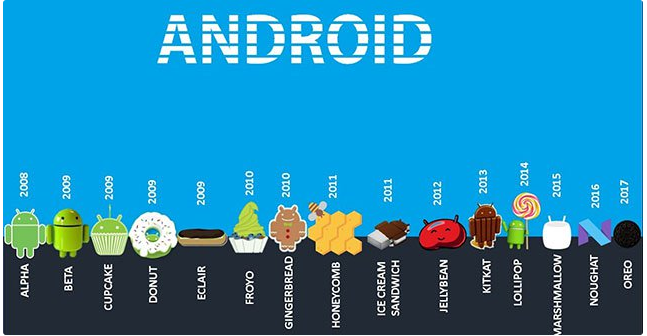 ANDROID
2008
2009
2009
2009
2009
2010
2010
2011
2011
2012
2013
2014
2015
2016
2017
ALPHA
BETA
CUPCAKE
DONUT
ECLAIR
FROYO
GINGERBREAD
HONEYCOMB
ICE CREAM
SANDWICH
JELLYBEAN
KITKAT
LOLLIPOP
MARSHMALLOW
NOUGHAT
OREO